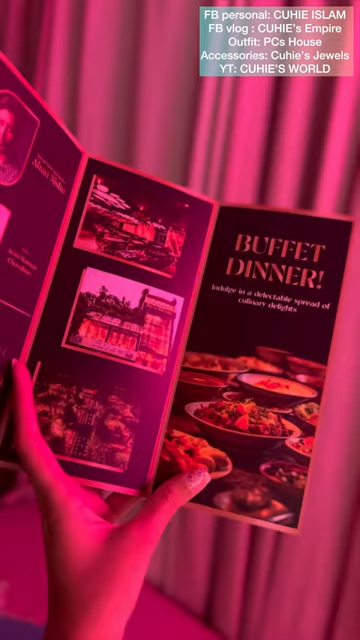 FB personal: CUHIE ISLAM
FB vlog : CUHIE's Empire
Outfit: PCs House
Accessories: Cuhie's Jewels
YT: CUHIE'S WORLD
BUFFET
DINNER!
Indulge in a delectable spread of
culinary delights